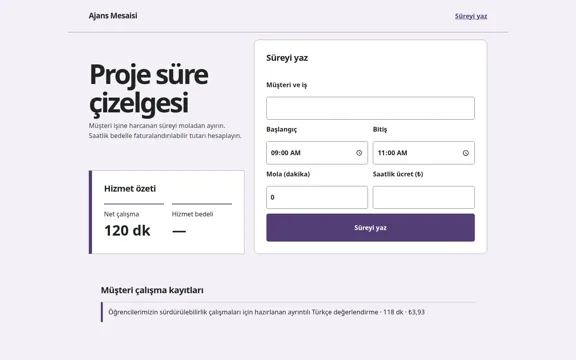 Ajans Mesaisi
Süreyi yaz
Proje süre
çizelgesi
Müşteri işine harcanan süreyi moladan ayırın.
Saatlik bedelle faturalandırılabilir tutarı hesaplayın.
Hizmet özeti
Net çalışma
120 dk
Hizmet bedeli
—
Süreyi yaz
Müşteri ve iş
Başlangıç
09:00 AM
Bitiş
11:00 AM
Mola (dakika)
0
Saatlik ücret (₺)
Süreyi yaz
Müşteri çalışma kayıtları
Öğrencilerimizin sürdürülebilirlik çalışmaları için hazırlanan ayrıntılı Türkçe değerlendirme · 118 dk · ₺3,93